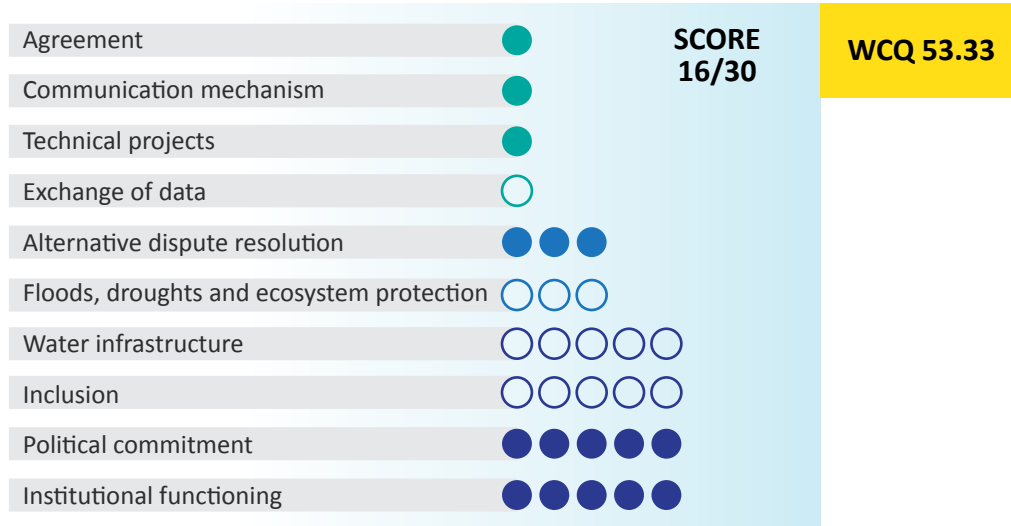 Agreement
Communication mechanism
Technical projects
Exchange of data
Alternative dispute resolution
Floods, droughts and ecosystem protection
Water infrastructure
Inclusion
Political commitment
Institutional functioning
SCORE
16/30
WCQ 53.33